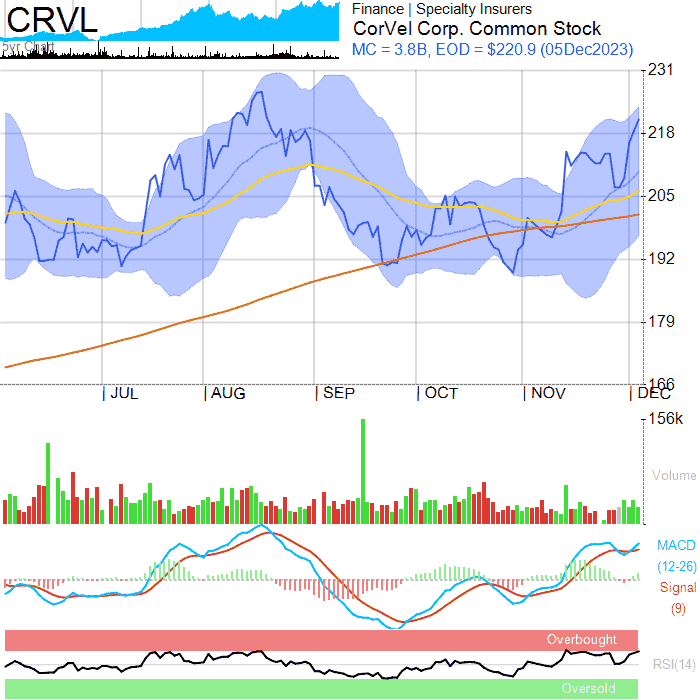 CRVL
5yr Chart
Finance | Specialty Insurers
CorVel Corp. Common Stock
MC = 3.8B, EOD = $220.9 (05Dec2023)
231
218
205
192
179
166
| JUL | AUG | SEP | OCT | NOV | DEC
156k
Volume
MACD
(12-26)
Signal
(9)
Overbought
RSI(14)
Oversold